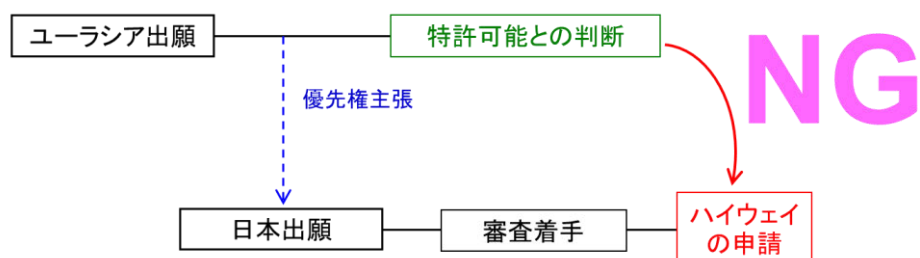 ユーラシア出願
特許可能との判断
NG
優先権主張
日本出願
審査着手
ハイウェイ
の申請